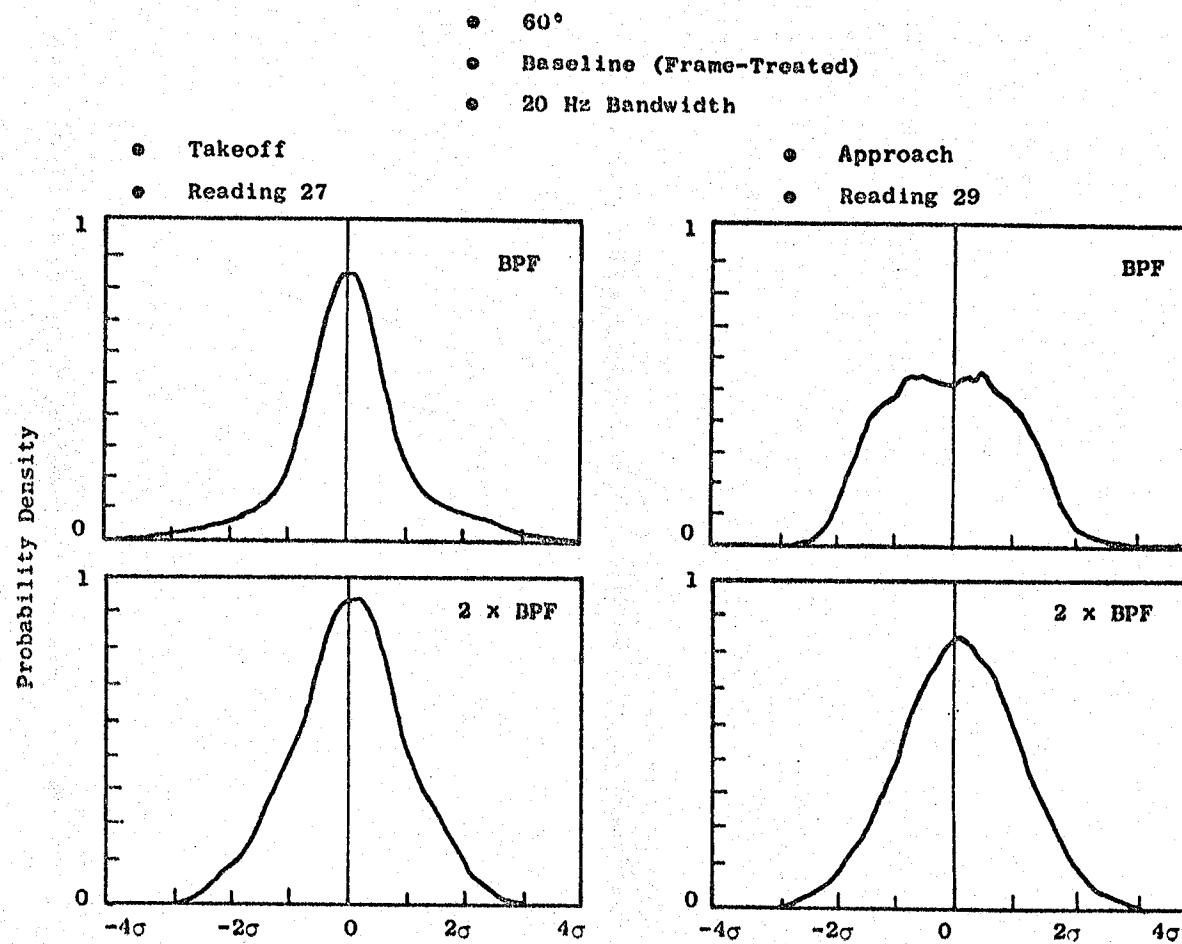 60°
Baseline (Frame-Treated)
20 Hz Bandwidth
Takeoff
Reading 27
Approach
Reading 29
Probability Density
1
BPF
0
1
BPF
0
1
2 x BPF
0
-4σ -2σ 0 2σ 4σ
1
2 x BPF
0
-4σ -2σ 0 2σ 4σ